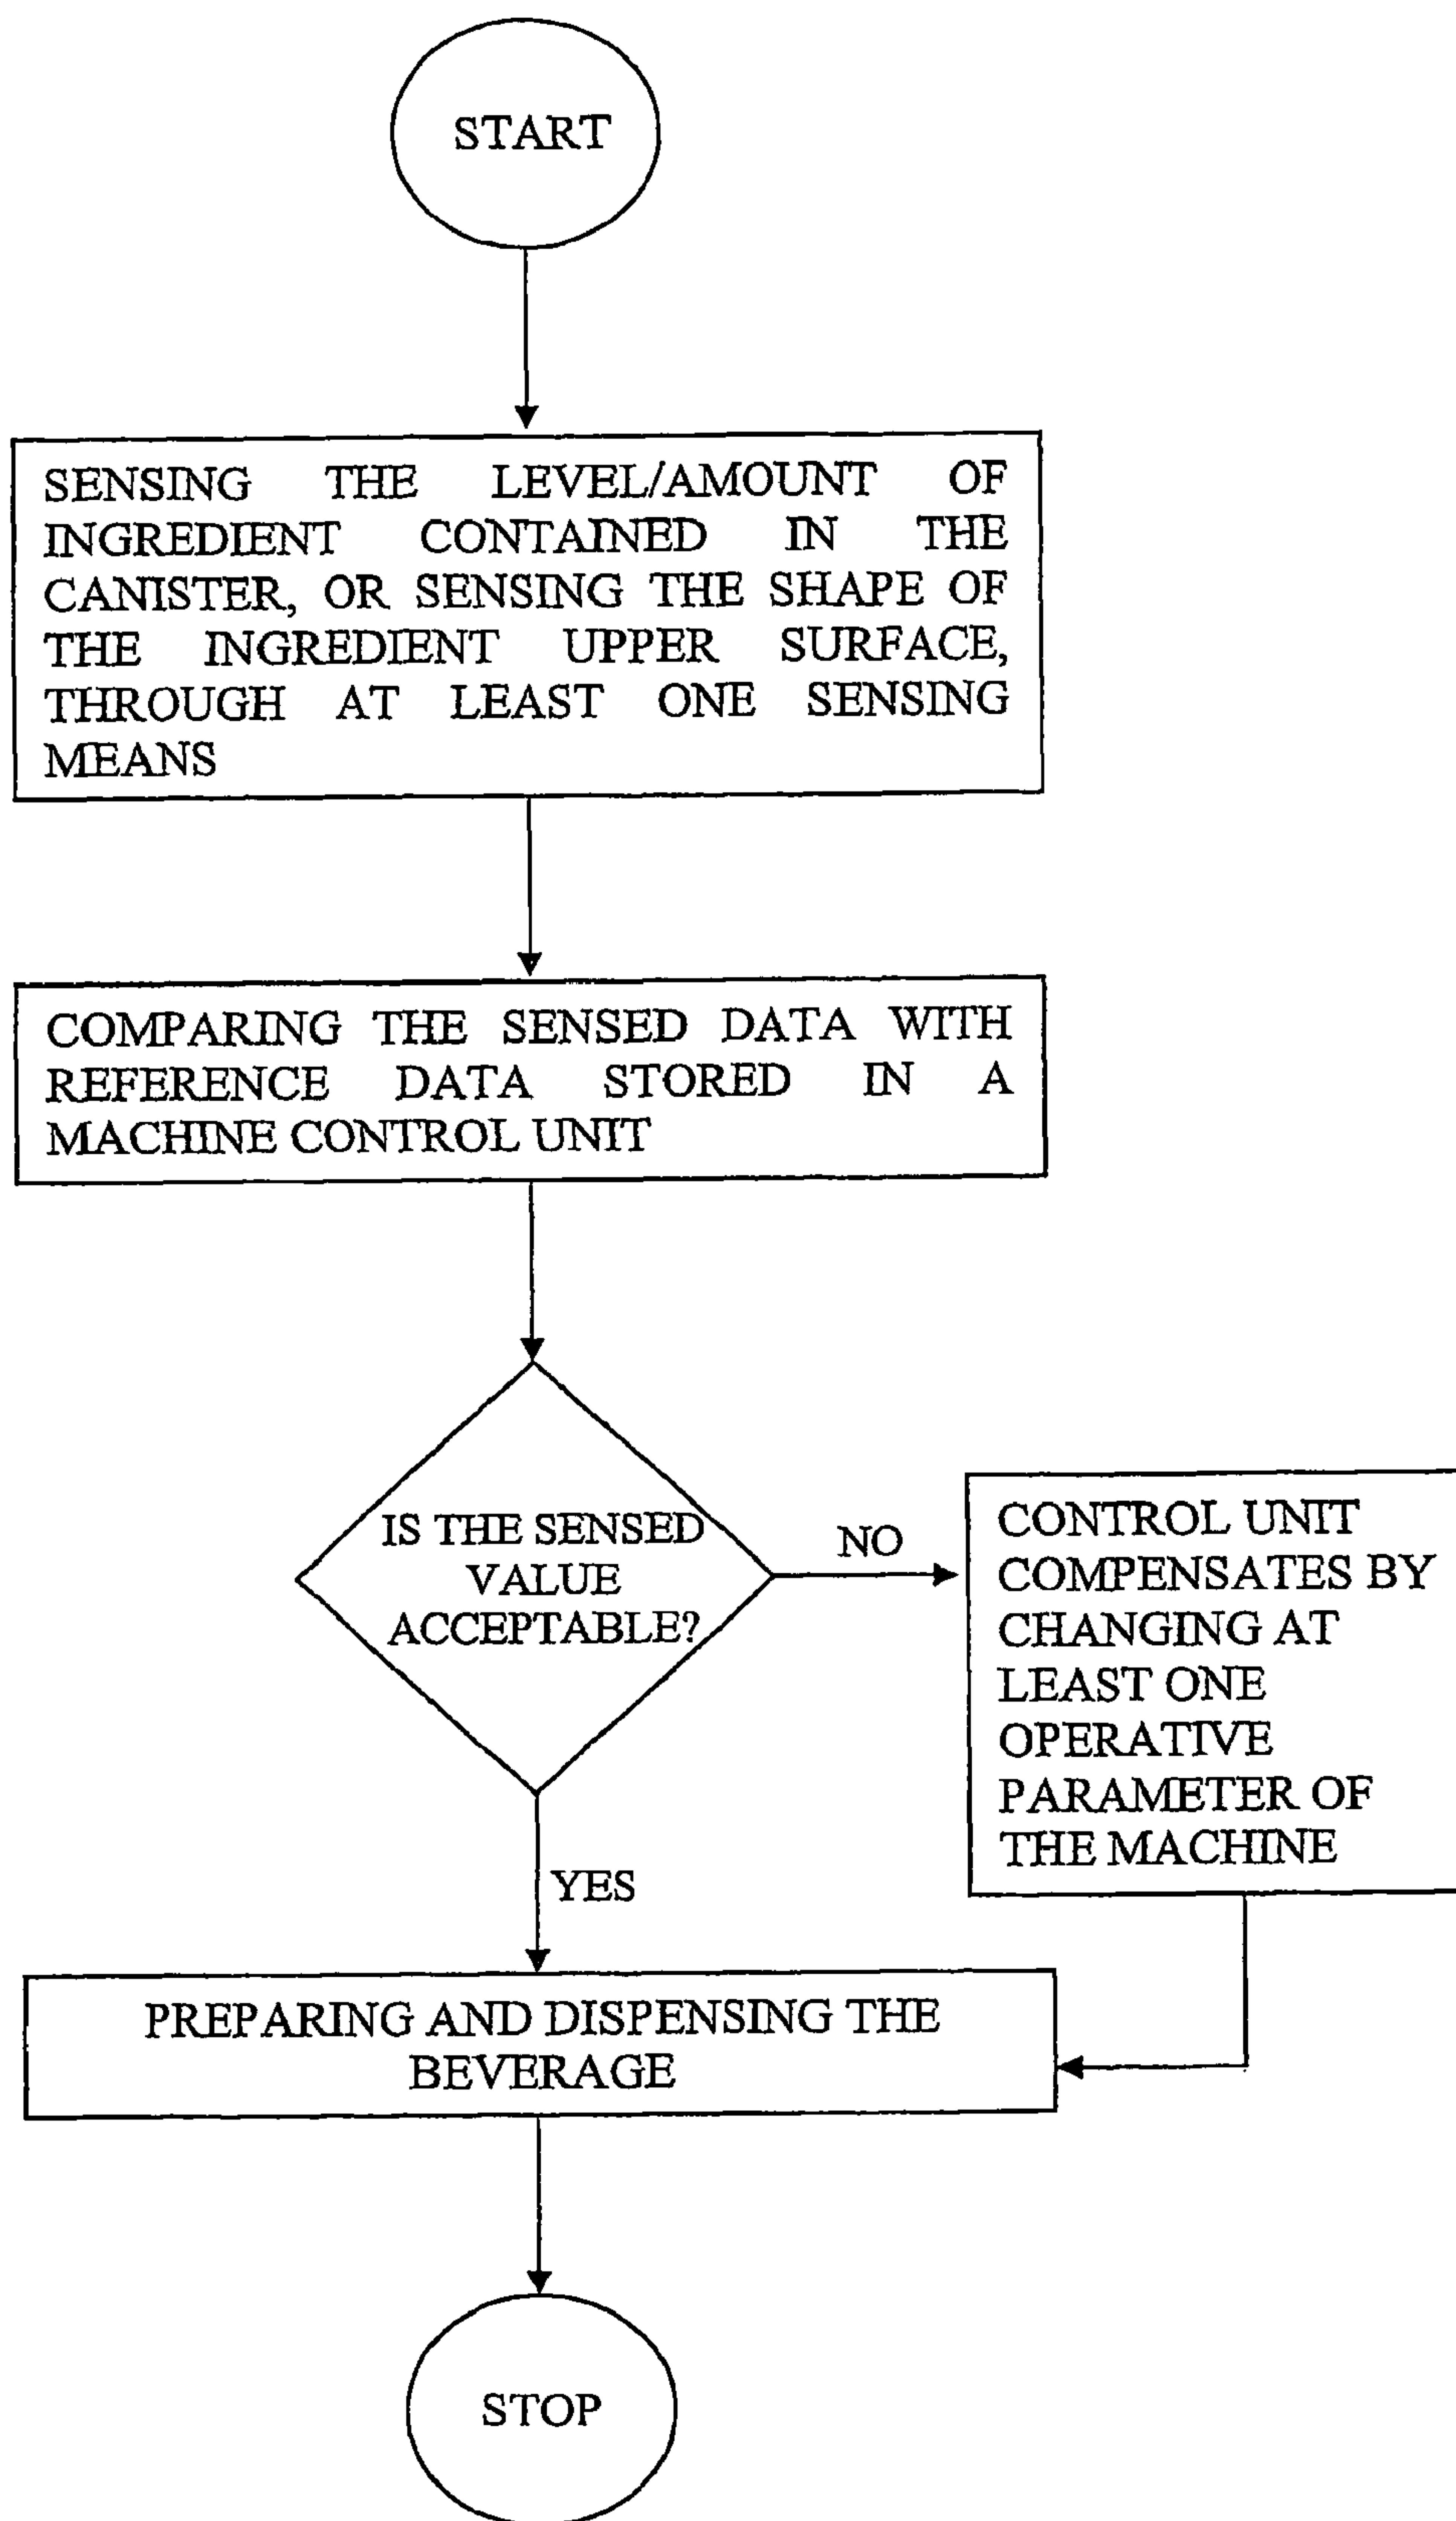 START
SENSING THE LEVEL/AMOUNT OF
INGREDIENT CONTAINED IN THE
CANISTER, OR SENSING THE SHAPE OF
THE INGREDIENT UPPER SURFACE,
THROUGH AT LEAST ONE SENSING
MEANS
COMPARING THE SENSED DATA WITH
REFERENCE DATA STORED IN A
MACHINE CONTROL UNIT
IS THE SENSED
VALUE
ACCEPTABLE?
NO
CONTROL UNIT
COMPENSATES BY
CHANGING AT
LEAST ONE
OPERATIVE
PARAMETER OF
THE MACHINE
YES
PREPARING AND DISPENSING THE
BEVERAGE
STOP